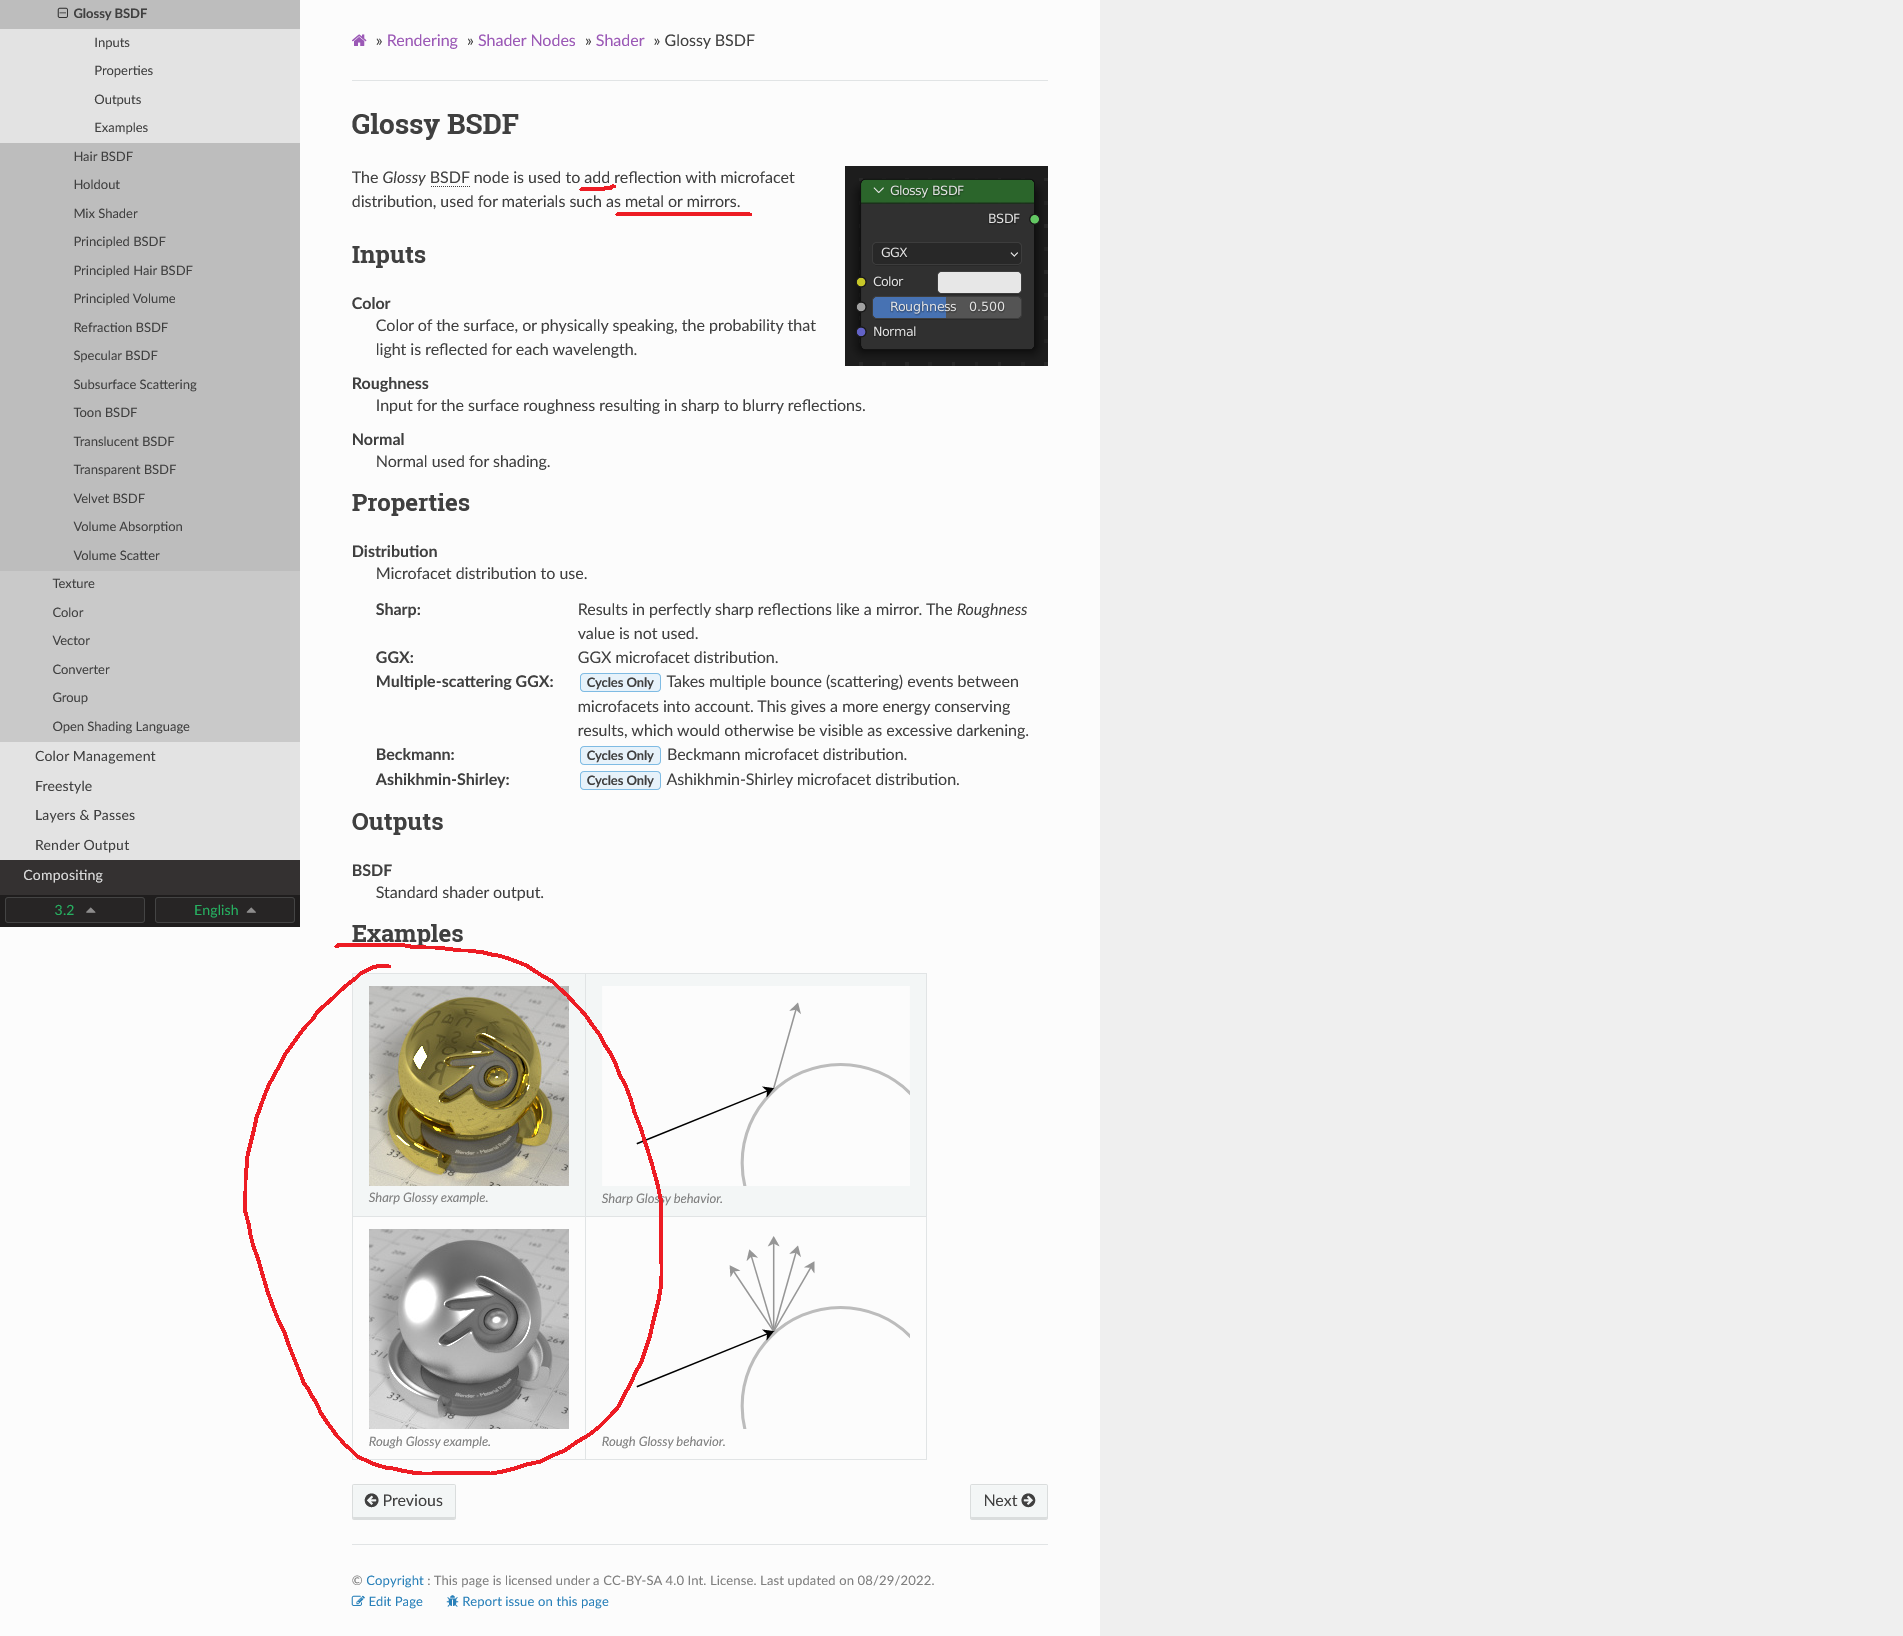 Glossy BSDF
Inputs
Properties
Outputs
Examples
Hair BSDF
Holdout
Mix Shader
Principled BSDF
Principled Hair BSDF
Principled Volume
Refraction BSDF
Specular BSDF
Subsurface Scattering
Toon BSDF
Translucent BSDF
Transparent BSDF
Velvet BSDF
Volume Absorption
Volume Scatter
Texture
Color
Vector
Converter
Group
Open Shading Language
Color Management
Freestyle
Layers & Passes
Render Output
Compositing
3.2 English
» Rendering » Shader Nodes » Shader » Glossy BSDF
Glossy BSDF
The Glossy BSDF node is used to add reflection with microfacet
distribution, used for materials such as metal or mirrors.
Glossy BSDF
BSDF
GGX
Color
Roughness 0.500
Normal
Inputs
Color
Color of the surface, or physically speaking, the probability that
light is reflected for each wavelength.
Roughness
Input for the surface roughness resulting in sharp to blurry reflections.
Normal
Normal used for shading.
Properties
Distribution
Microfacet distribution to use.
Sharp: Results in perfectly sharp reflections like a mirror. The Roughness
value is not used.
GGX: GGX microfacet distribution.
Multiple-scattering GGX: Cycles Only Takes multiple bounce (scattering) events between
microfacets into account. This gives a more energy conserving
results, which would otherwise be visible as excessive darkening.
Beckmann: Cycles Only Beckmann microfacet distribution.
Ashikhmin-Shirley: Cycles Only Ashikhmin-Shirley microfacet distribution.
Outputs
BSDF
Standard shader output.
Examples
Sharp Glossy example. Sharp Glossy behavior.
Rough Glossy example. Rough Glossy behavior.
Previous Next
© Copyright : This page is licensed under a CC-BY-SA 4.0 Int. License. Last updated on 08/29/2022.
Edit Page Report issue on this page